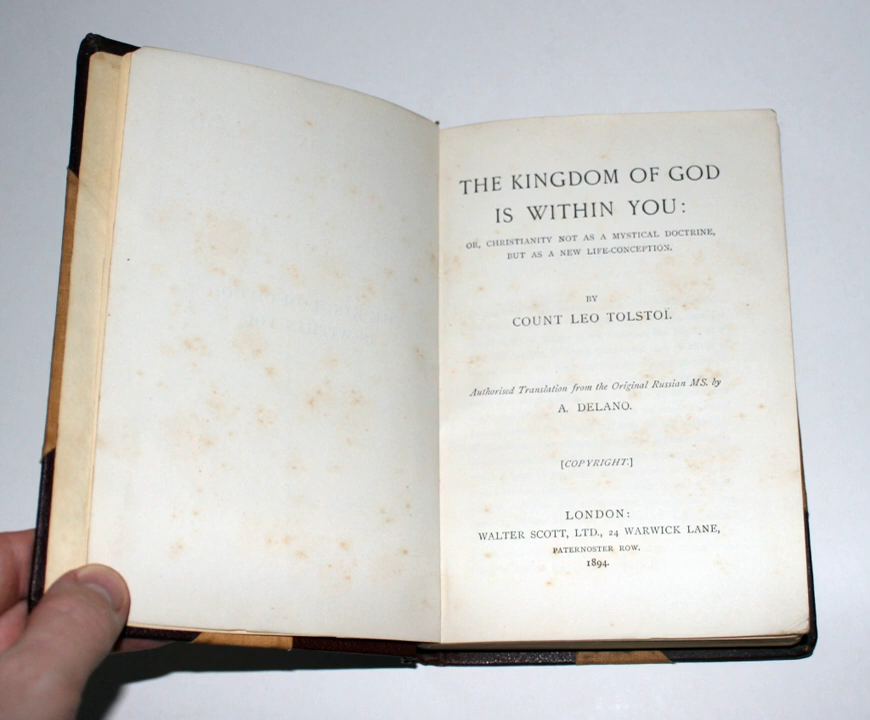 THE KINGDOM OF GOD
IS WITHIN YOU:
OR, CHRISTIANITY NOT AS A MYSTICAL DOCTRINE,
BUT AS A NEW LIFE-CONCEPTION.
BY
COUNT LEO TOLSTOÏ.
Authorised Translation from the Original Russian MS. by
A. DELANO.
[COPYRIGHT.]
LONDON:
WALTER SCOTT, LTD., 24 WARWICK LANE,
PATERNOSTER ROW.
1894.